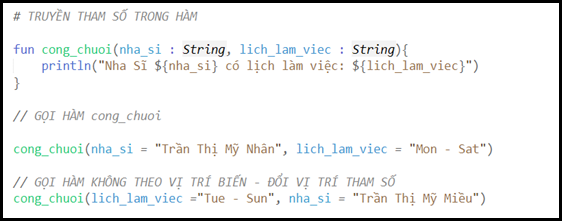 # TRUYỀN THAM SỐ TRONG HÀM
fun cong_chuoi(nha_si : String, lich_lam_viec : String){
println("Nha Sĩ ${nha_si} có lịch làm việc: ${lich_lam_viec}")
}
// GỌI HÀM cong_chuoi
cong_chuoi(nha_si = "Trần Thị Mỹ Nhân", lich_lam_viec = "Mon - Sat")
// GỌI HÀM KHÔNG THEO VỊ TRÍ BIẾN - ĐỔI VỊ TRÍ THAM SỐ
cong_chuoi(lich_lam_viec ="Tue - Sun", nha_si = "Trần Thị Mỹ Miều")